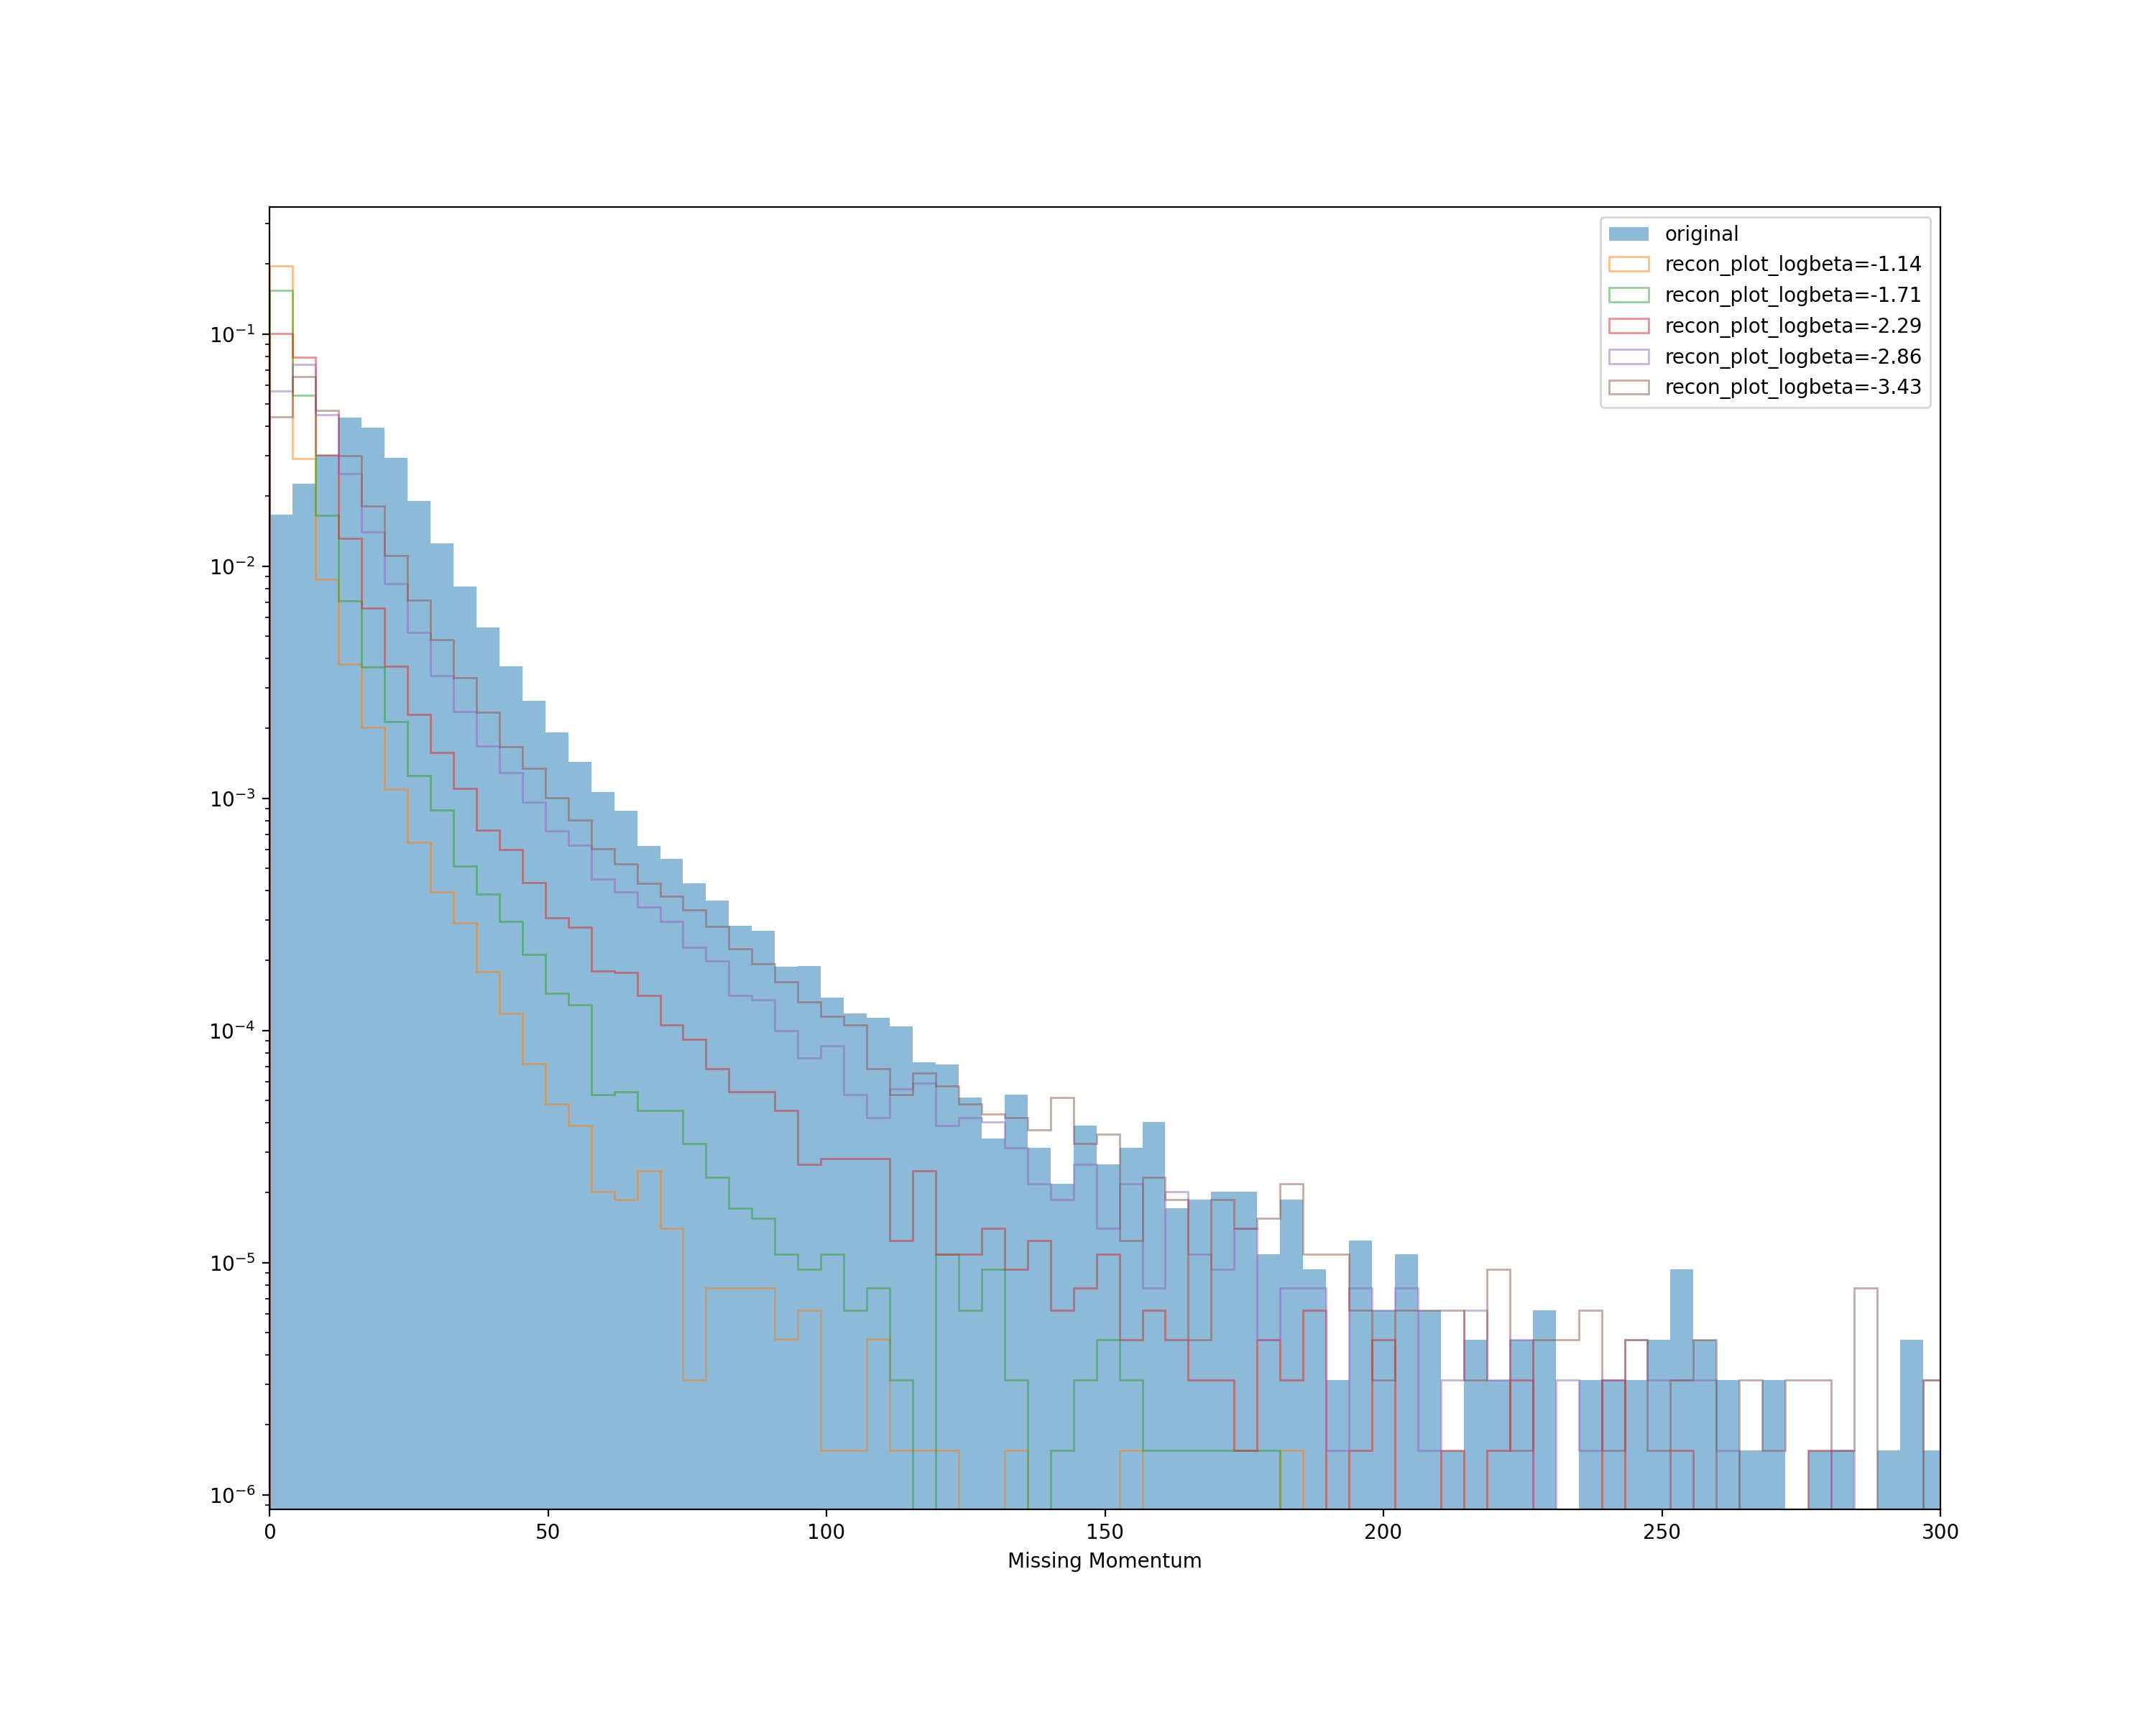 original
recon_plot_logbeta=-1.14
recon_plot_logbeta=-1.71
recon_plot_logbeta=-2.29
recon_plot_logbeta=-2.86
recon_plot_logbeta=-3.43
10⁻¹
10⁻²
10⁻³
10⁻⁴
10⁻⁵
10⁻⁶
0 50 100 150 200 250 300
Missing Momentum